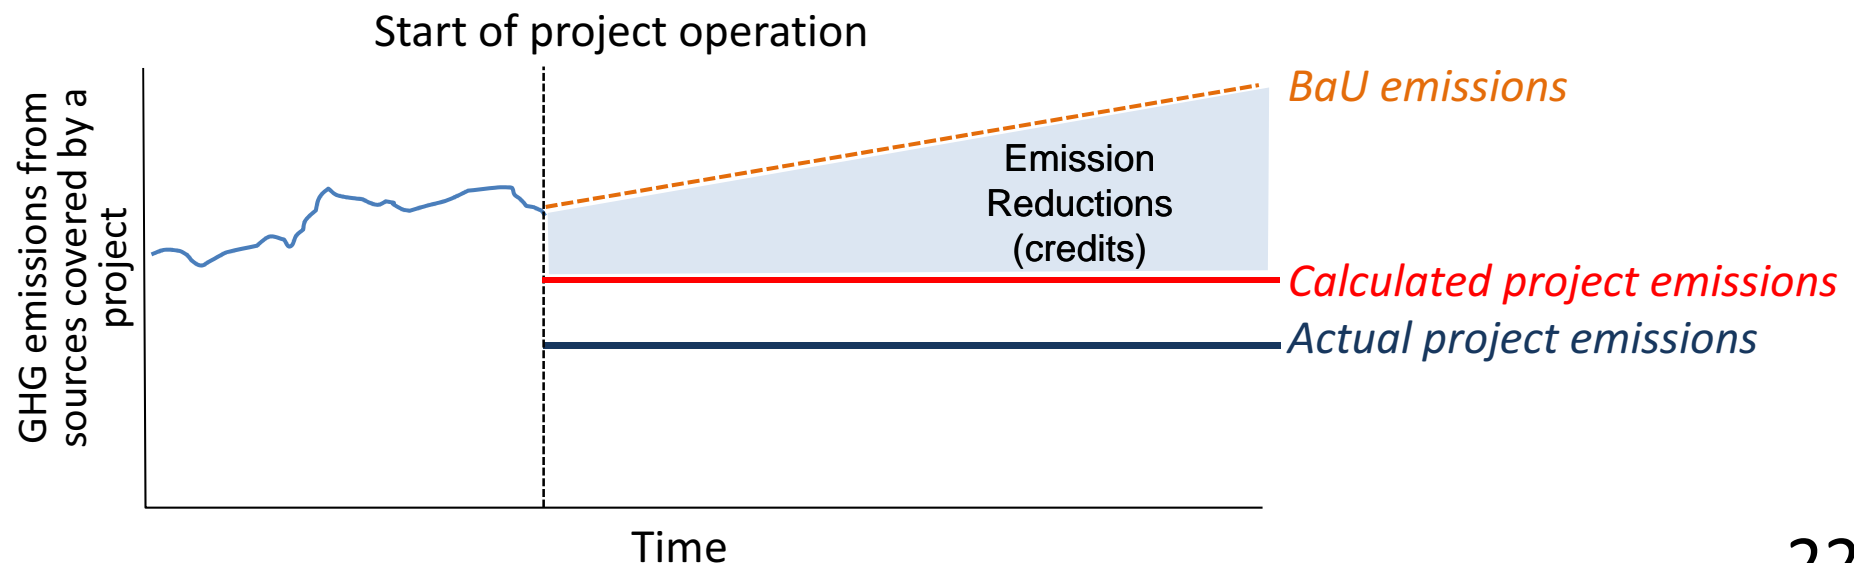 Start of project operation
GHG emissions from
sources covered by a
project
BaU emissions
Emission
Reductions
(credits)
Calculated project emissions
Actual project emissions
Time
22